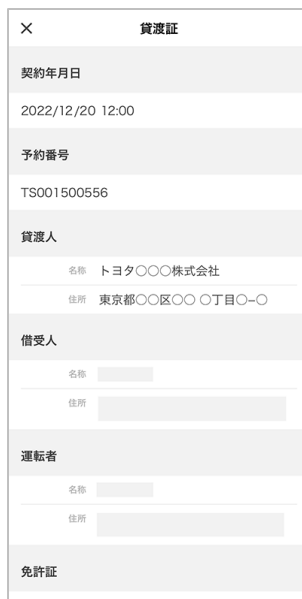 × 貸渡証
契約年月日
2022/12/20 12:00
予約番号
TS001500556
貸渡人
名称 トヨタ○○○株式会社
住所 東京都○○区○○ ○丁目○−○
借受人
名称
住所
運転者
名称
住所
免許証